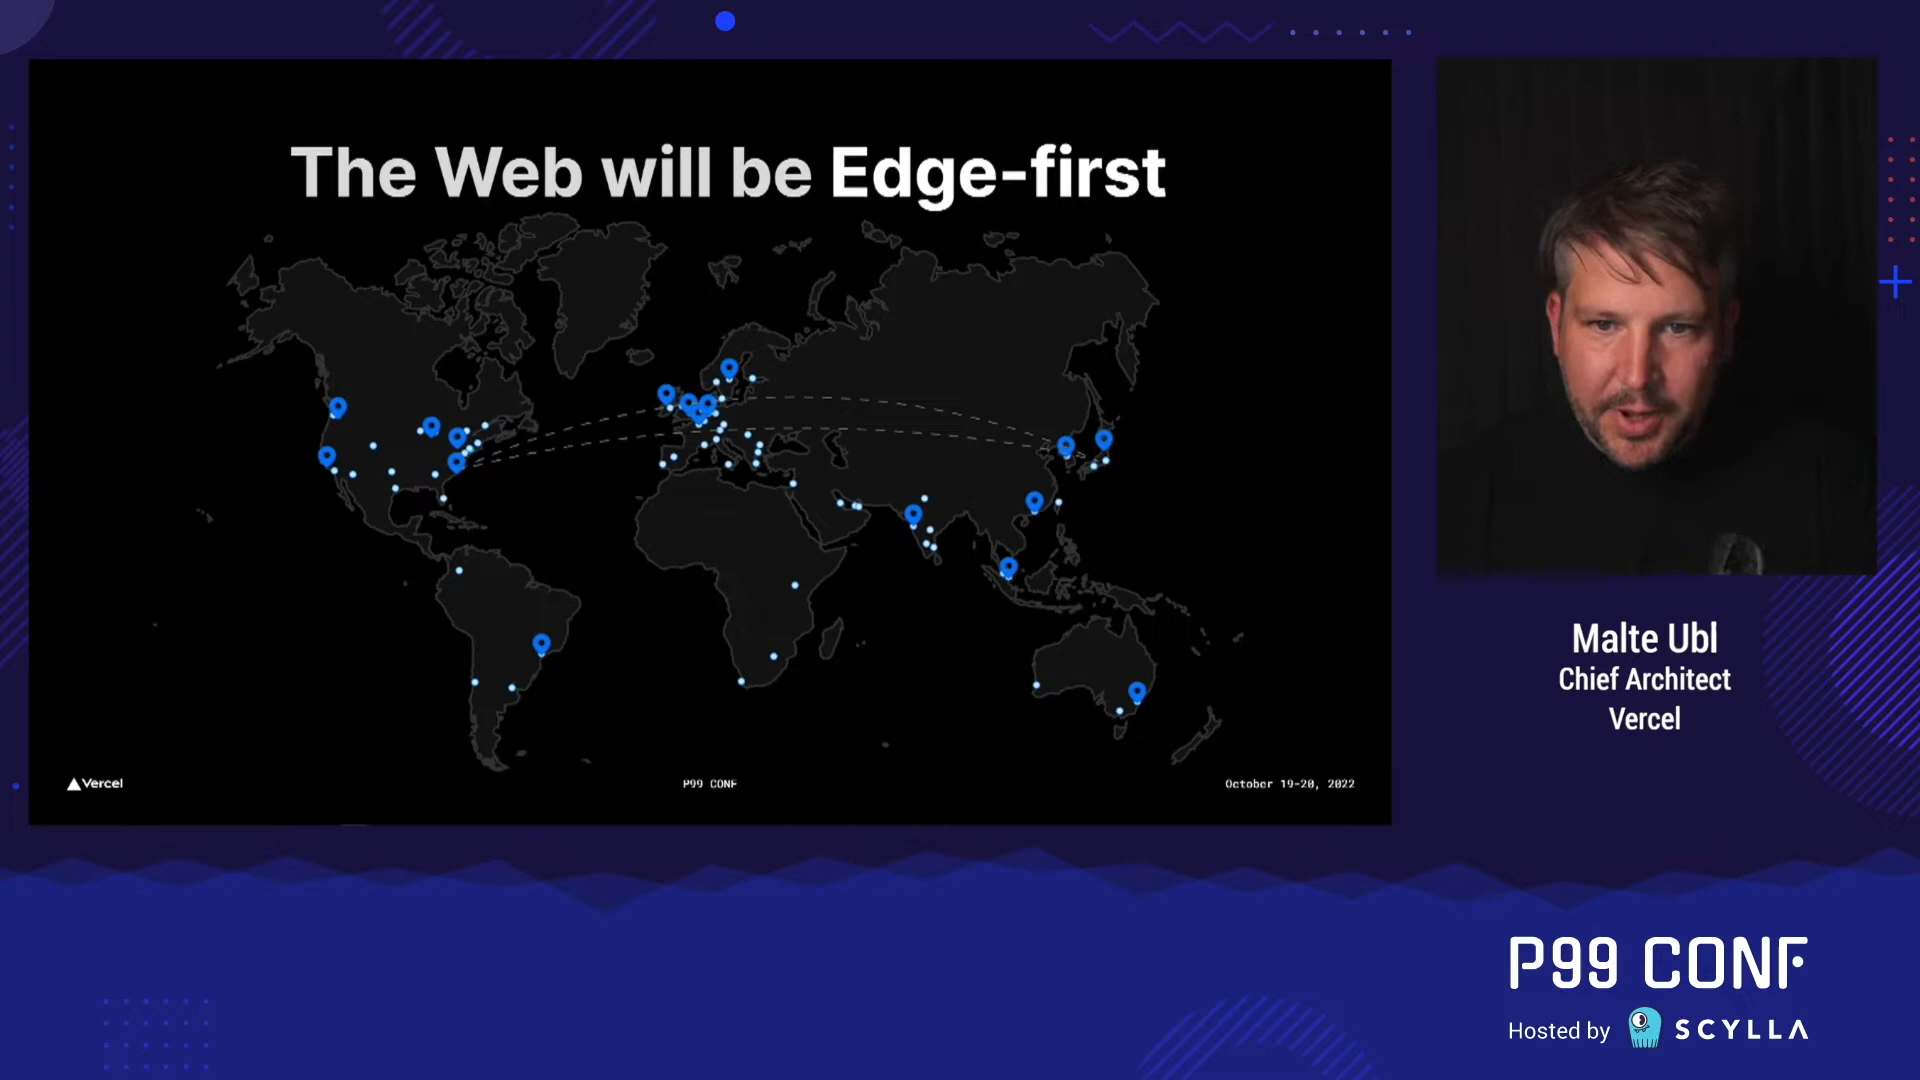 The Web will be Edge-first
Vercel
P99 CONF
October 19-20, 2022
Malte Ubl
Chief Architect
Vercel
P99 CONF
Hosted by SCYLLA